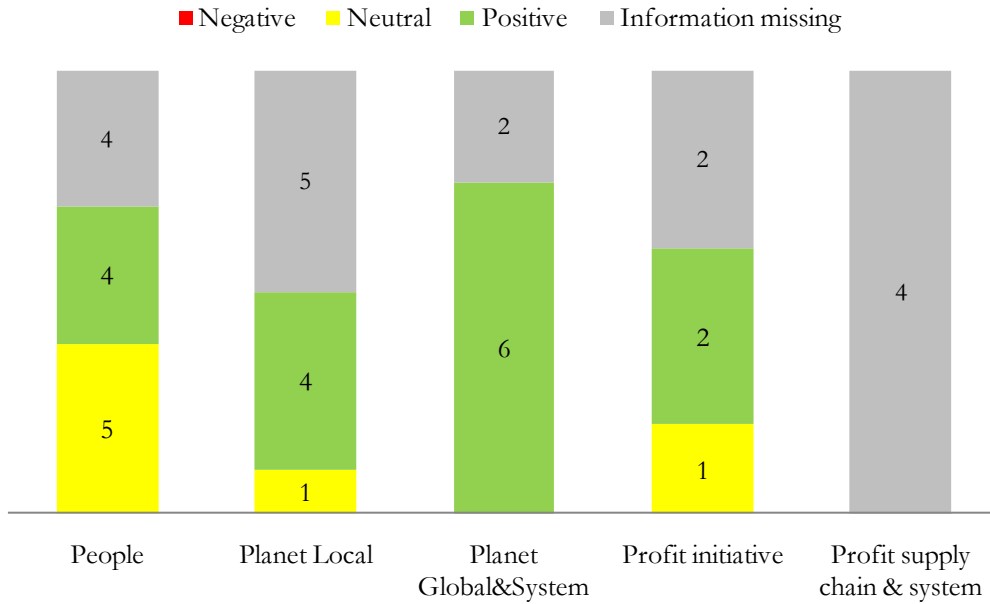 Negative Neutral Positive Information missing
4 5 2 2 4
4 4 6 2
5 1 1
People Planet Local Planet Global&System Profit initiative Profit supply chain & system